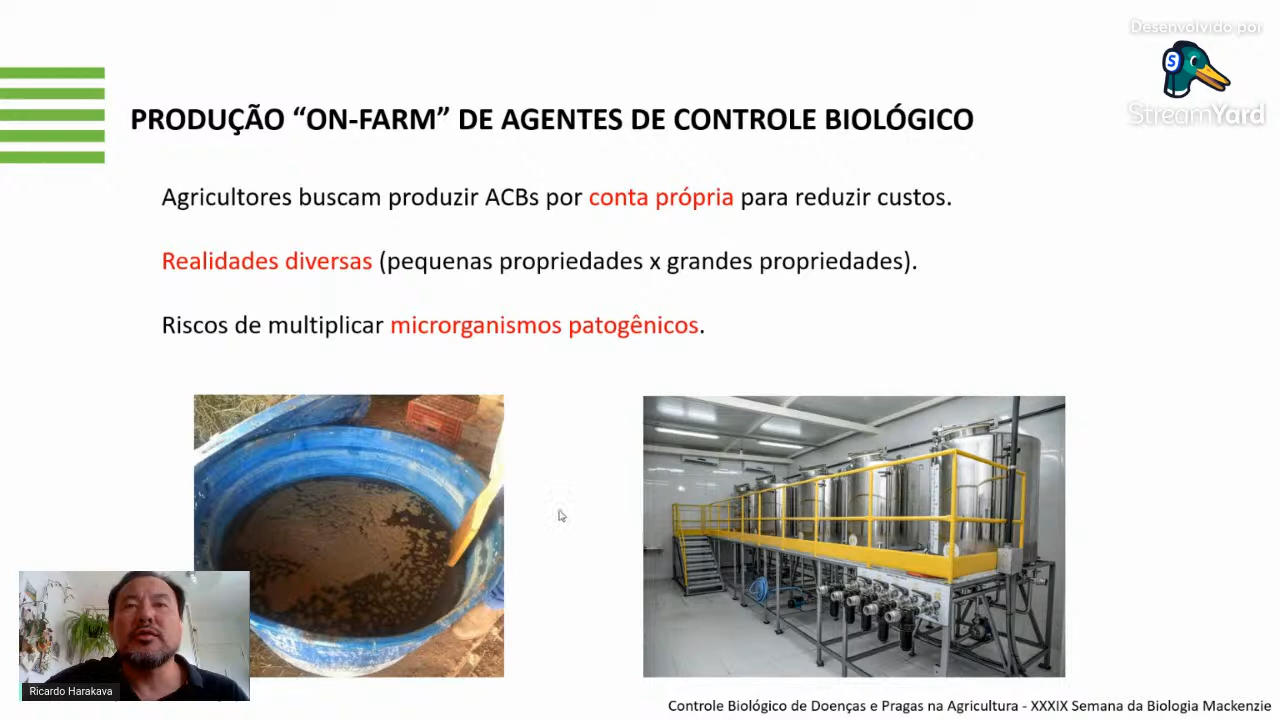 Desenvolvido por
S
StreamYard
PRODUÇÃO “ON-FARM” DE AGENTES DE CONTROLE BIOLÓGICO
Agricultores buscam produzir ACBs por conta própria para reduzir custos.
Realidades diversas (pequenas propriedades x grandes propriedades).
Riscos de multiplicar microrganismos patogênicos.
Ricardo Harakava
Controle Biológico de Doenças e Pragas na Agricultura - XXXIX Semana da Biologia Mackenzie